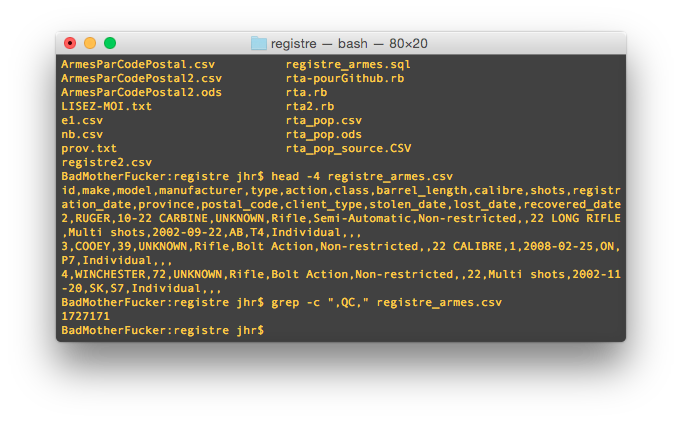 registre — bash — 80×20
ArmesParCodePostal.csv registre_armes.sql
ArmesParCodePostal2.csv rta-pourGithub.rb
ArmesParCodePostal2.ods rta.rb
LISEZ-MOI.txt rta2.rb
e1.csv rta_pop.csv
nb.csv rta_pop.ods
prov.txt rta_pop_source.CSV
registre2.csv
BadMotherFucker:registre jhr$ head -4 registre_armes.csv
id,make,model,manufacturer,type,action,class,barrel_length,calibre,shots,registr
ation_date,province,postal_code,client_type,stolen_date,lost_date,recovered_date
2,RUGER,10-22 CARBINE,UNKNOWN,Rifle,Semi-Automatic,Non-restricted,,22 LONG RIFLE
,Multi shots,2002-09-22,AB,T4,Individual,,,
3,COOEY,39,UNKNOWN,Rifle,Bolt Action,Non-restricted,,22 CALIBRE,1,2008-02-25,ON,
P7,Individual,,,
4,WINCHESTER,72,UNKNOWN,Rifle,Bolt Action,Non-restricted,,22,Multi shots,2002-11
-20,SK,S7,Individual,,,
BadMotherFucker:registre jhr$ grep -c ",QC," registre_armes.csv
1727171
BadMotherFucker:registre jhr$